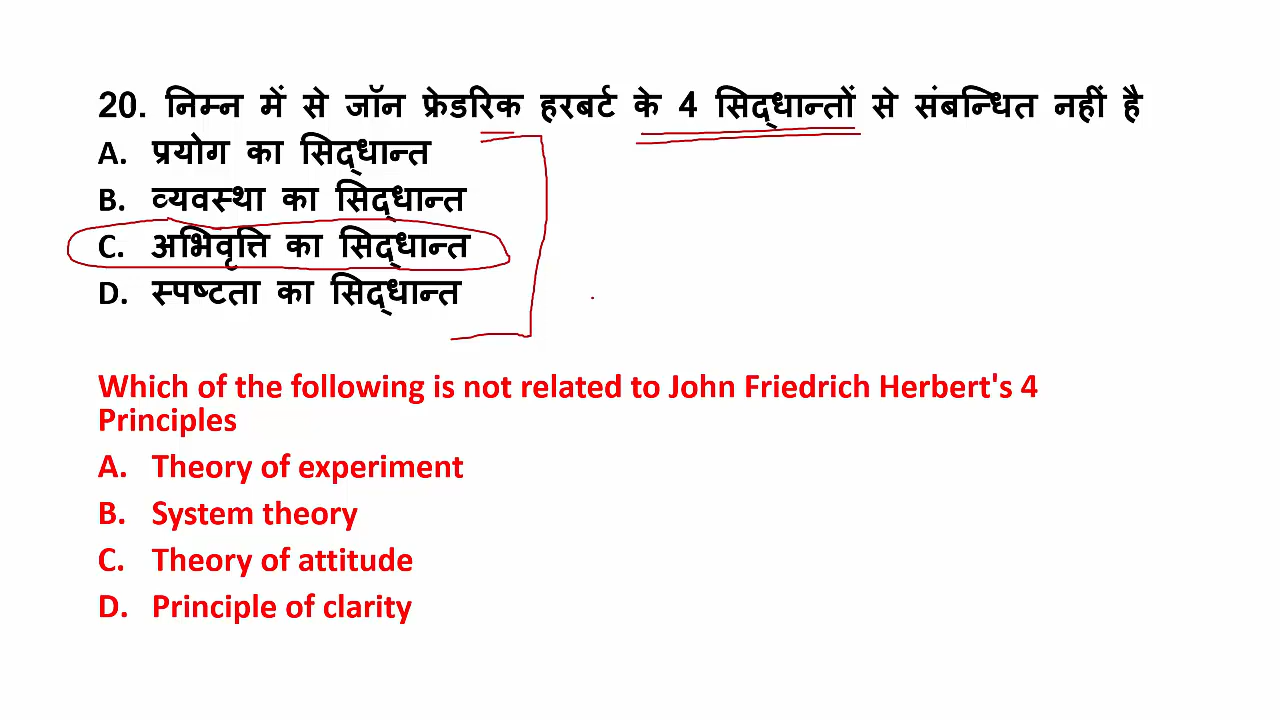 20. निम्न में से जॉन फ्रेडरिक हरबर्ट के 4 सिद्धान्तों से संबन्धित नहीं है
A. प्रयोग का सिद्धान्त
B. व्यवस्था का सिद्धान्त
C. अभिवृत्ति का सिद्धान्त
D. स्पष्टता का सिद्धान्त
Which of the following is not related to John Friedrich Herbert's 4
Principles
A. Theory of experiment
B. System theory
C. Theory of attitude
D. Principle of clarity